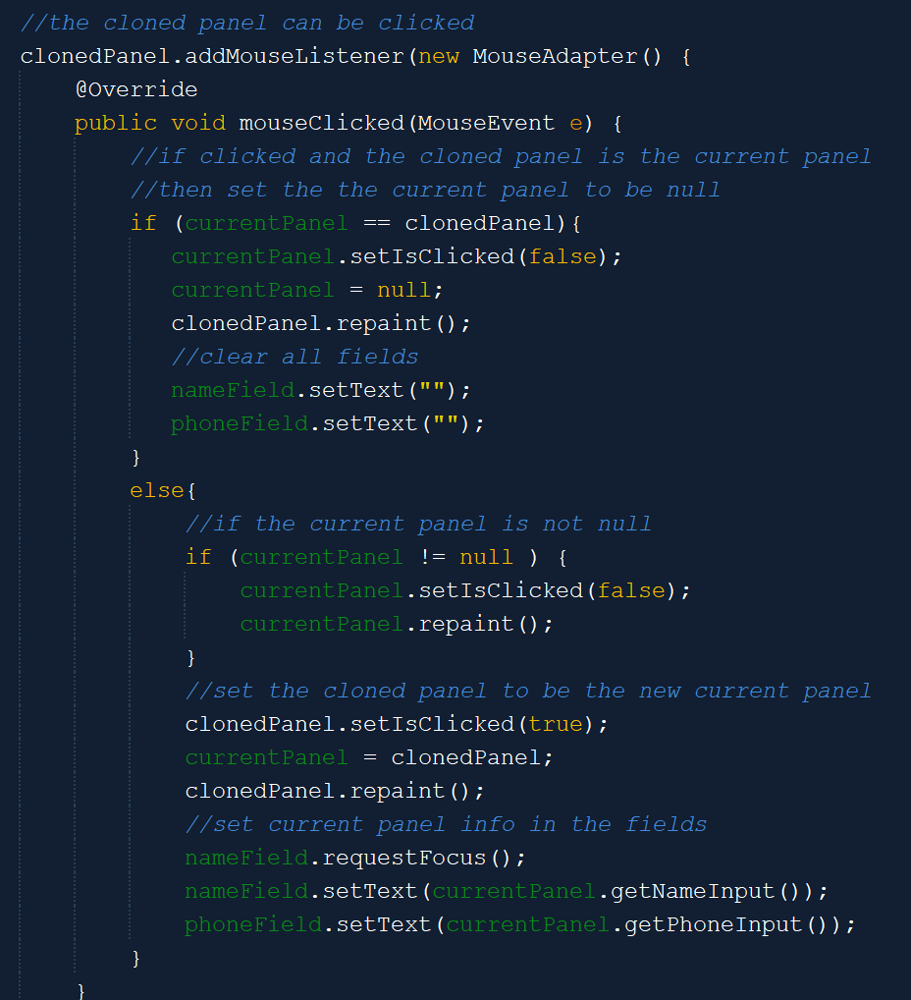 //the cloned panel can be clicked
clonedPanel.addMouseListener(new MouseAdapter() {
@Override
public void mouseClicked(MouseEvent e) {
//if clicked and the cloned panel is the current panel
//then set the the current panel to be null
if (currentPanel == clonedPanel){
currentPanel.setIsClicked(false);
currentPanel = null;
clonedPanel.repaint();
//clear all fields
nameField.setText("");
phoneField.setText("");
}
else{
//if the current panel is not null
if (currentPanel != null ) {
currentPanel.setIsClicked(false);
currentPanel.repaint();
}
//set the cloned panel to be the new current panel
clonedPanel.setIsClicked(true);
currentPanel = clonedPanel;
clonedPanel.repaint();
//set current panel info in the fields
nameField.requestFocus();
nameField.setText(currentPanel.getNameInput());
phoneField.setText(currentPanel.getPhoneInput());
}
}